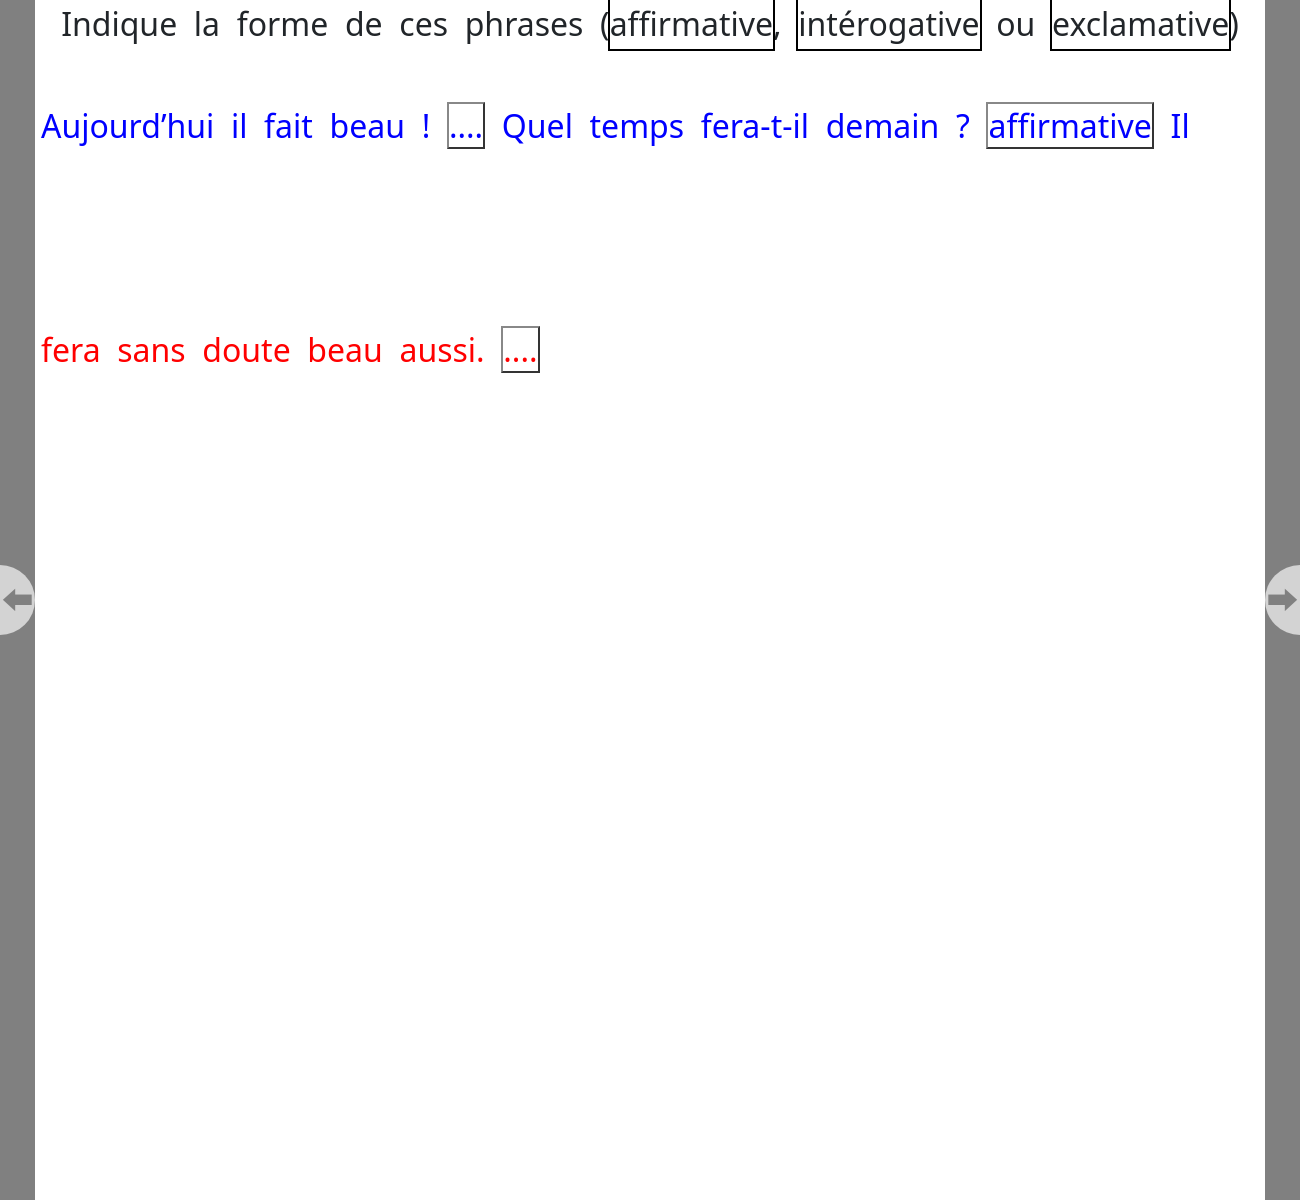 Indique la forme de ces phrases (affirmative, intérogative ou exclamative)
Aujourd’hui il fait beau ! .... Quel temps fera-t-il demain ? affirmative Il
fera sans doute beau aussi. ....